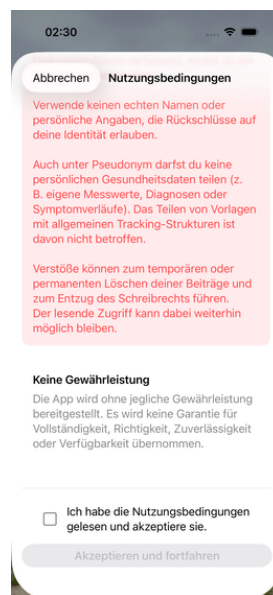 02:30
Abbrechen Nutzungsbedingungen
Verwende keinen echten Namen oder
persönliche Angaben, die Rückschlüsse auf
deine Identität erlauben.
Auch unter Pseudonym darfst du keine
persönlichen Gesundheitsdaten teilen (z.
B. eigene Messwerte, Diagnosen oder
Symptomverläufe). Das Teilen von Vorlagen
mit allgemeinen Tracking-Strukturen ist
davon nicht betroffen.
Verstöße können zum temporären oder
permanenten Löschen deiner Beiträge und
zum Entzug des Schreibrechts führen.
Der lesende Zugriff kann dabei weiterhin
möglich bleiben.
Keine Gewährleistung
Die App wird ohne jegliche Gewährleistung
bereitgestellt. Es wird keine Garantie für
Vollständigkeit, Richtigkeit, Zuverlässigkeit
oder Verfügbarkeit übernommen.
Ich habe die Nutzungsbedingungen
gelesen und akzeptiere sie.
Akzeptieren und fortfahren